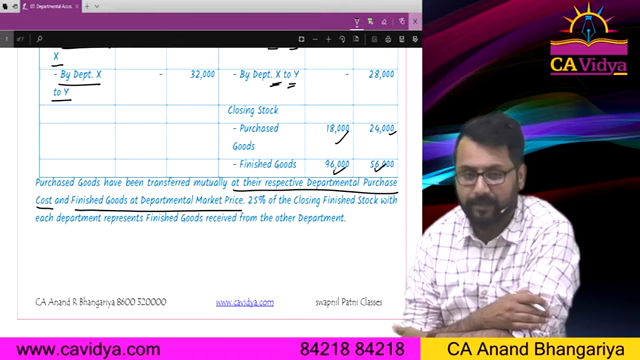 07. Departmental Acco
X
- By Dept. X - 32,000 - By Dept. X to Y - 28,000
to Y
Closing Stock
- Purchased 18,000 24,000
Goods
- Finished Goods 96,000 56,000
Purchased Goods have been transferred mutually at their respective Departmental Purchase
Cost and Finished Goods at Departmental Market Price. 25% of the Closing Finished Stock with
each department represents Finished Goods received from the other Department.
CA Anand R Bhangariya 8600 320000 www.cavidya.com swapnil Patni Classes
CA Vidya
www.cavidya.com 84218 84218 CA Anand Bhangariya